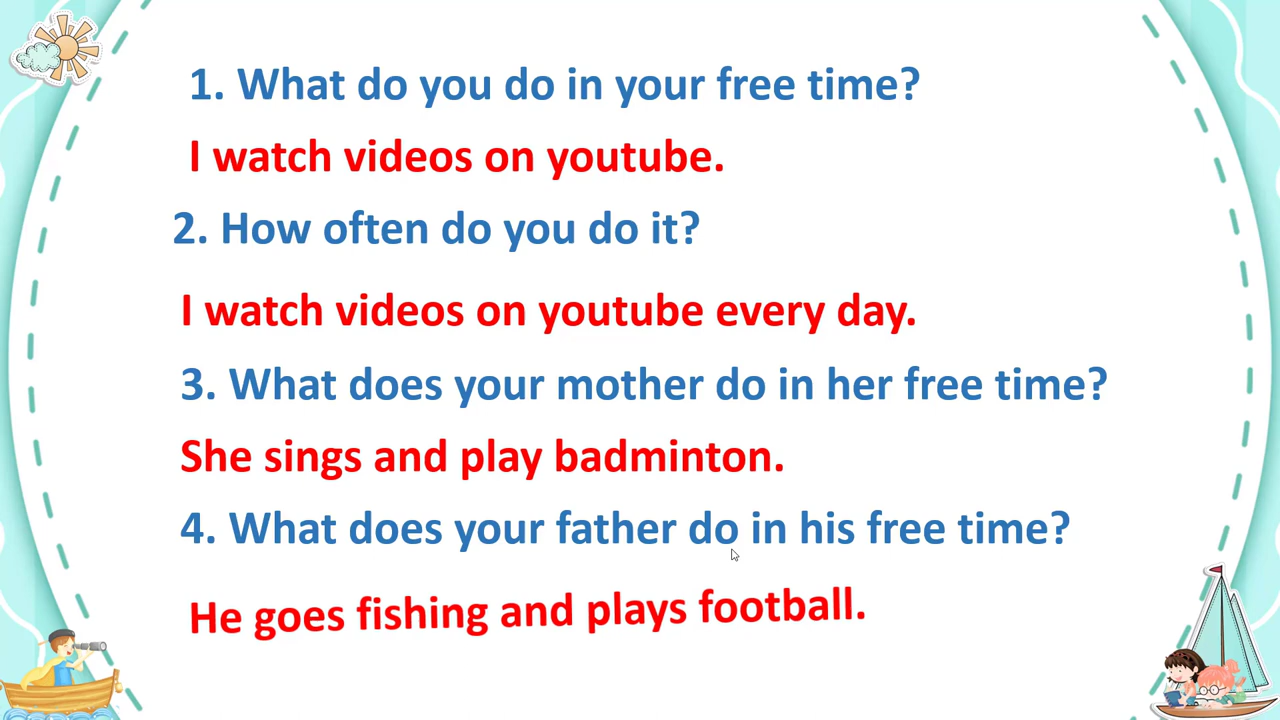 1. What do you do in your free time?
I watch videos on youtube.
2. How often do you do it?
I watch videos on youtube every day.
3. What does your mother do in her free time?
She sings and play badminton.
4. What does your father do in his free time?
He goes fishing and plays football.